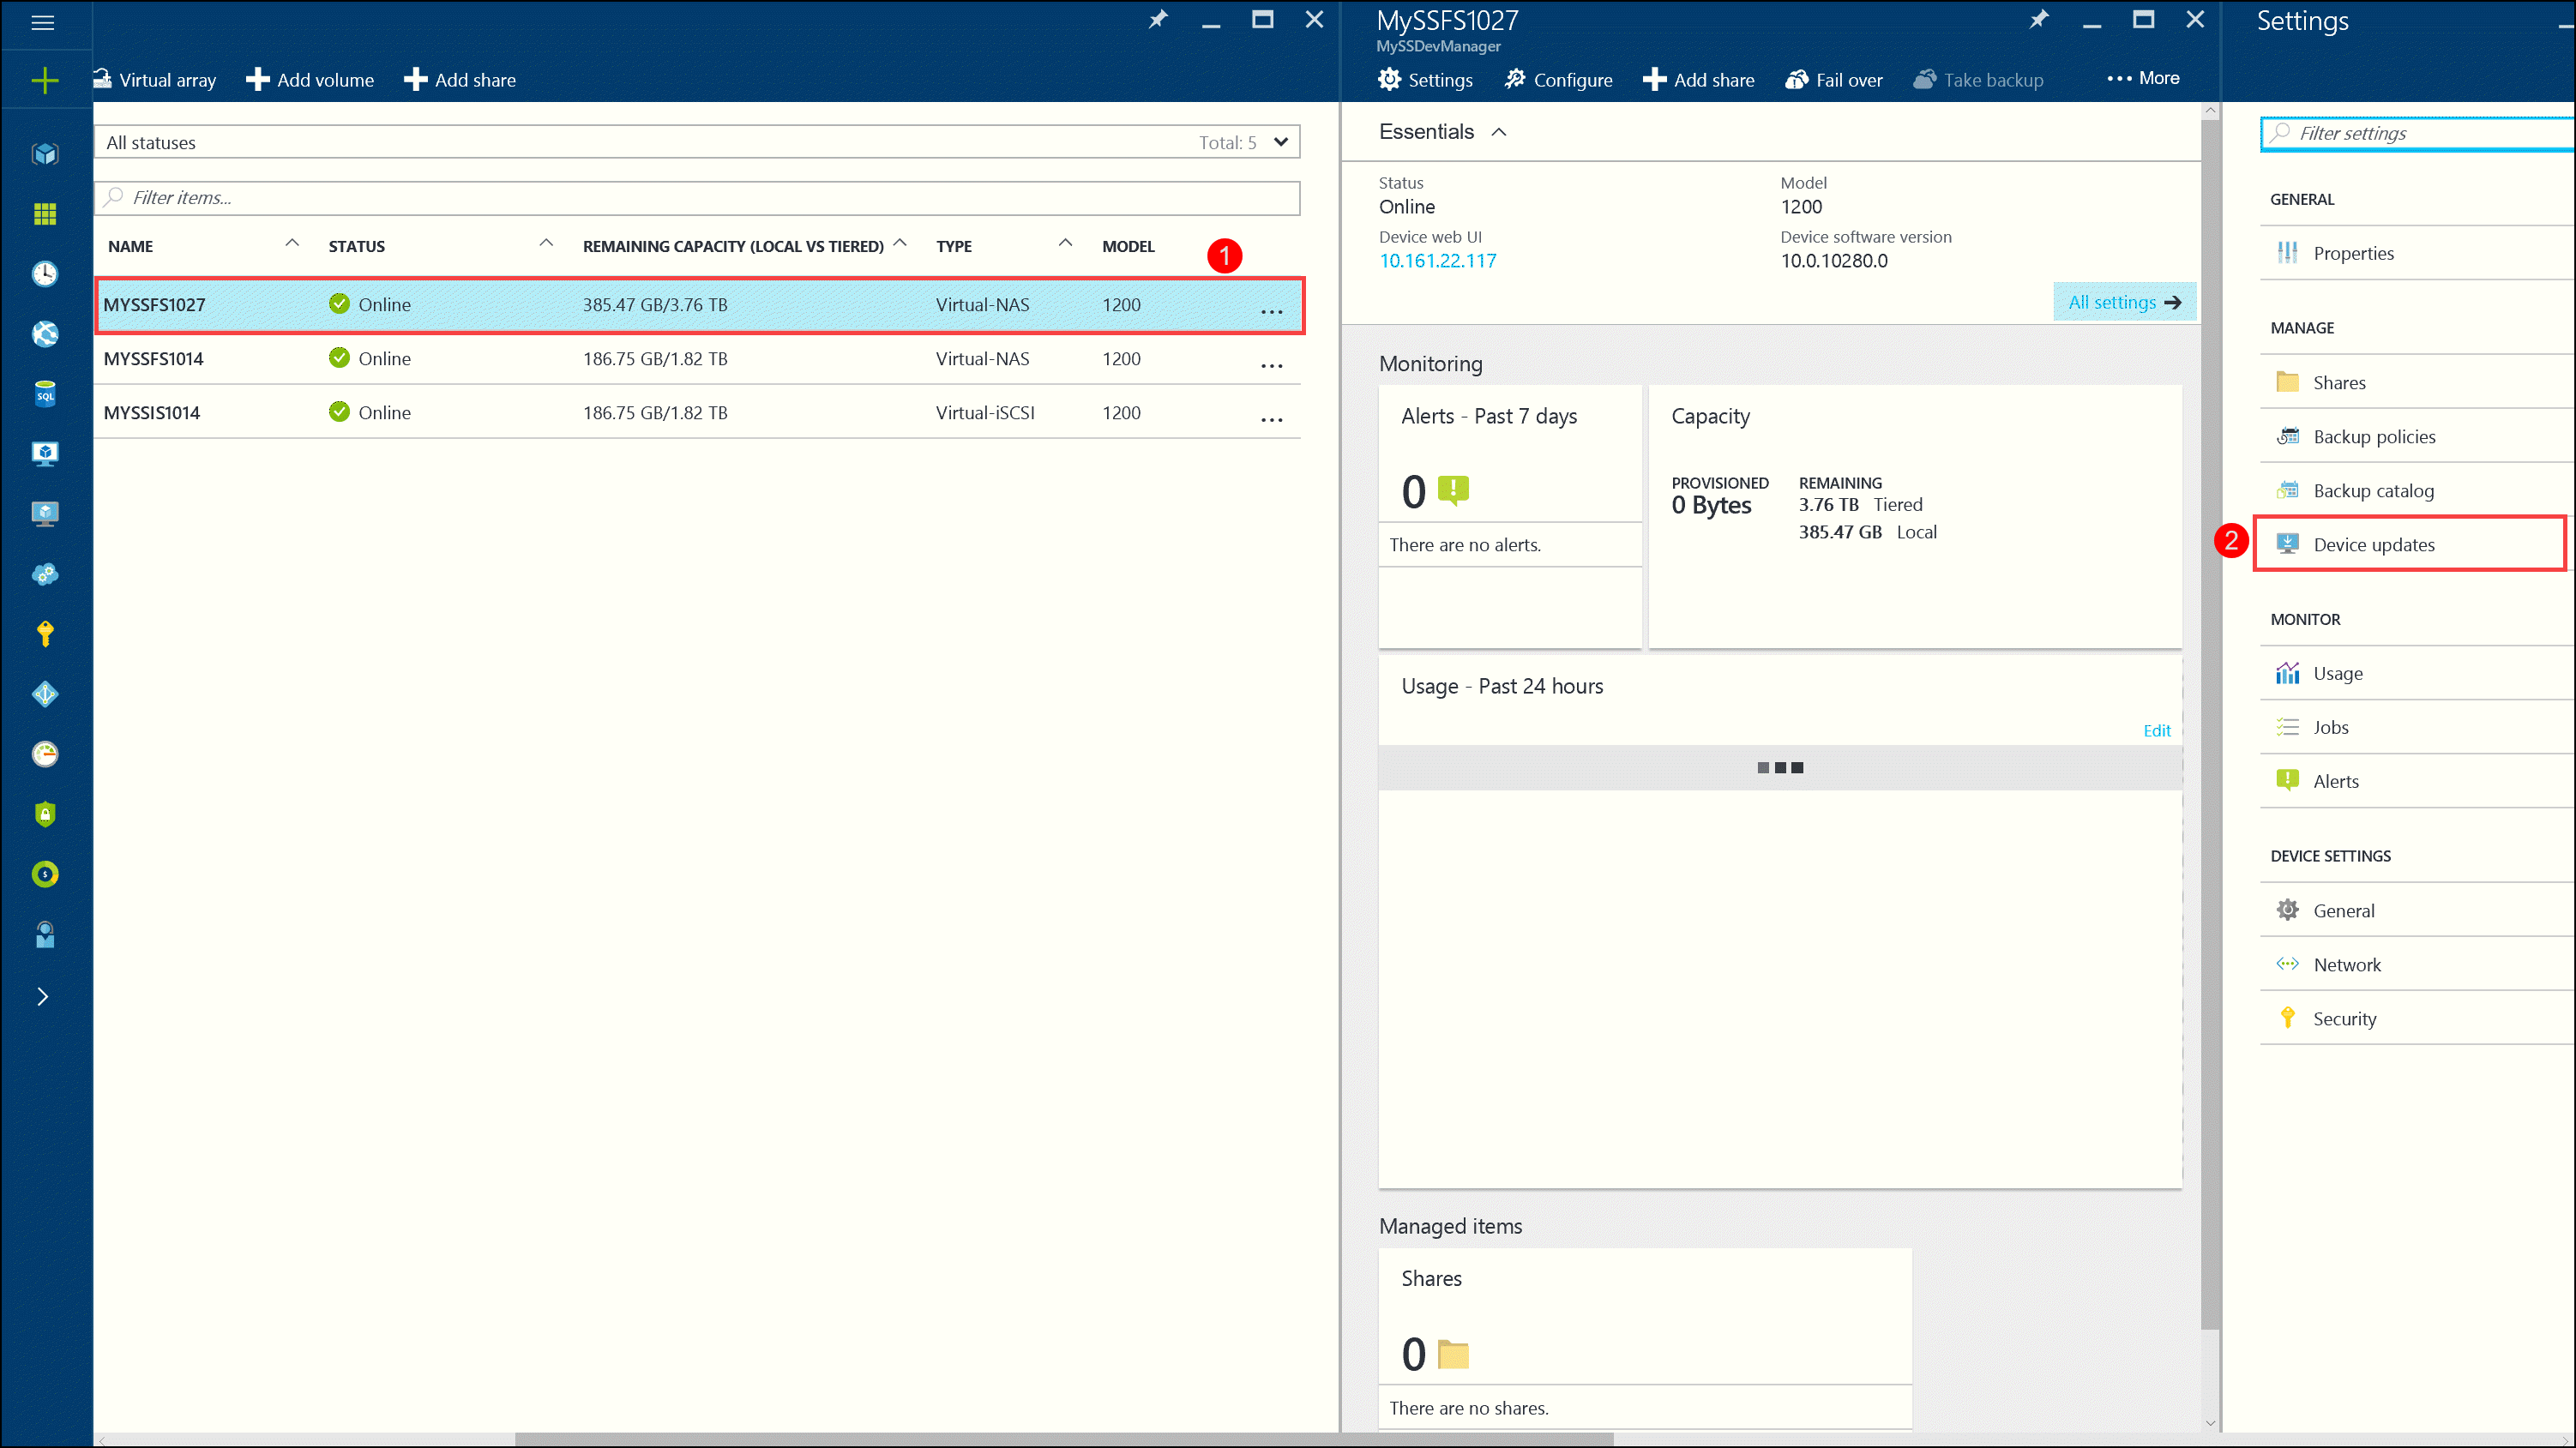 Virtual array
Add volume
Add share
All statuses
Total: 5
Filter items...
NAME
STATUS
REMAINING CAPACITY (LOCAL VS TIERED)
TYPE
MODEL
1
MYSSFS1027
Online
385.47 GB/3.76 TB
Virtual-NAS
1200
...
MYSSFS1014
Online
186.75 GB/1.82 TB
Virtual-NAS
1200
...
MYSSIS1014
Online
186.75 GB/1.82 TB
Virtual-iSCSI
1200
...
SQL
MySSFS1027
MySSDevManager
Settings
Configure
Add share
Fail over
Take backup
More
Essentials
Status
Online
Model
1200
Device web UI
10.161.22.117
Device software version
10.0.10280.0
All settings
Monitoring
Alerts - Past 7 days
0
There are no alerts.
Capacity
PROVISIONED
0 Bytes
REMAINING
3.76 TB Tiered
385.47 GB Local
Usage - Past 24 hours
Edit
Managed items
Shares
0
There are no shares.
Settings
Filter settings
GENERAL
Properties
MANAGE
Shares
Backup policies
Backup catalog
2
Device updates
MONITOR
Usage
Jobs
Alerts
DEVICE SETTINGS
General
Network
Security